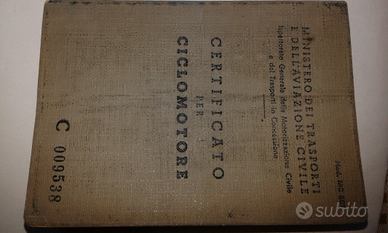 MINISTERO DEI TRASPORTI
E DELL'AVIAZIONE CIVILE
Ispettorato Generale della Motorizzazione Civile
e dei Trasporti in Concessione
CERTIFICATO
PER
CICLOMOTORE
C 009538
subito